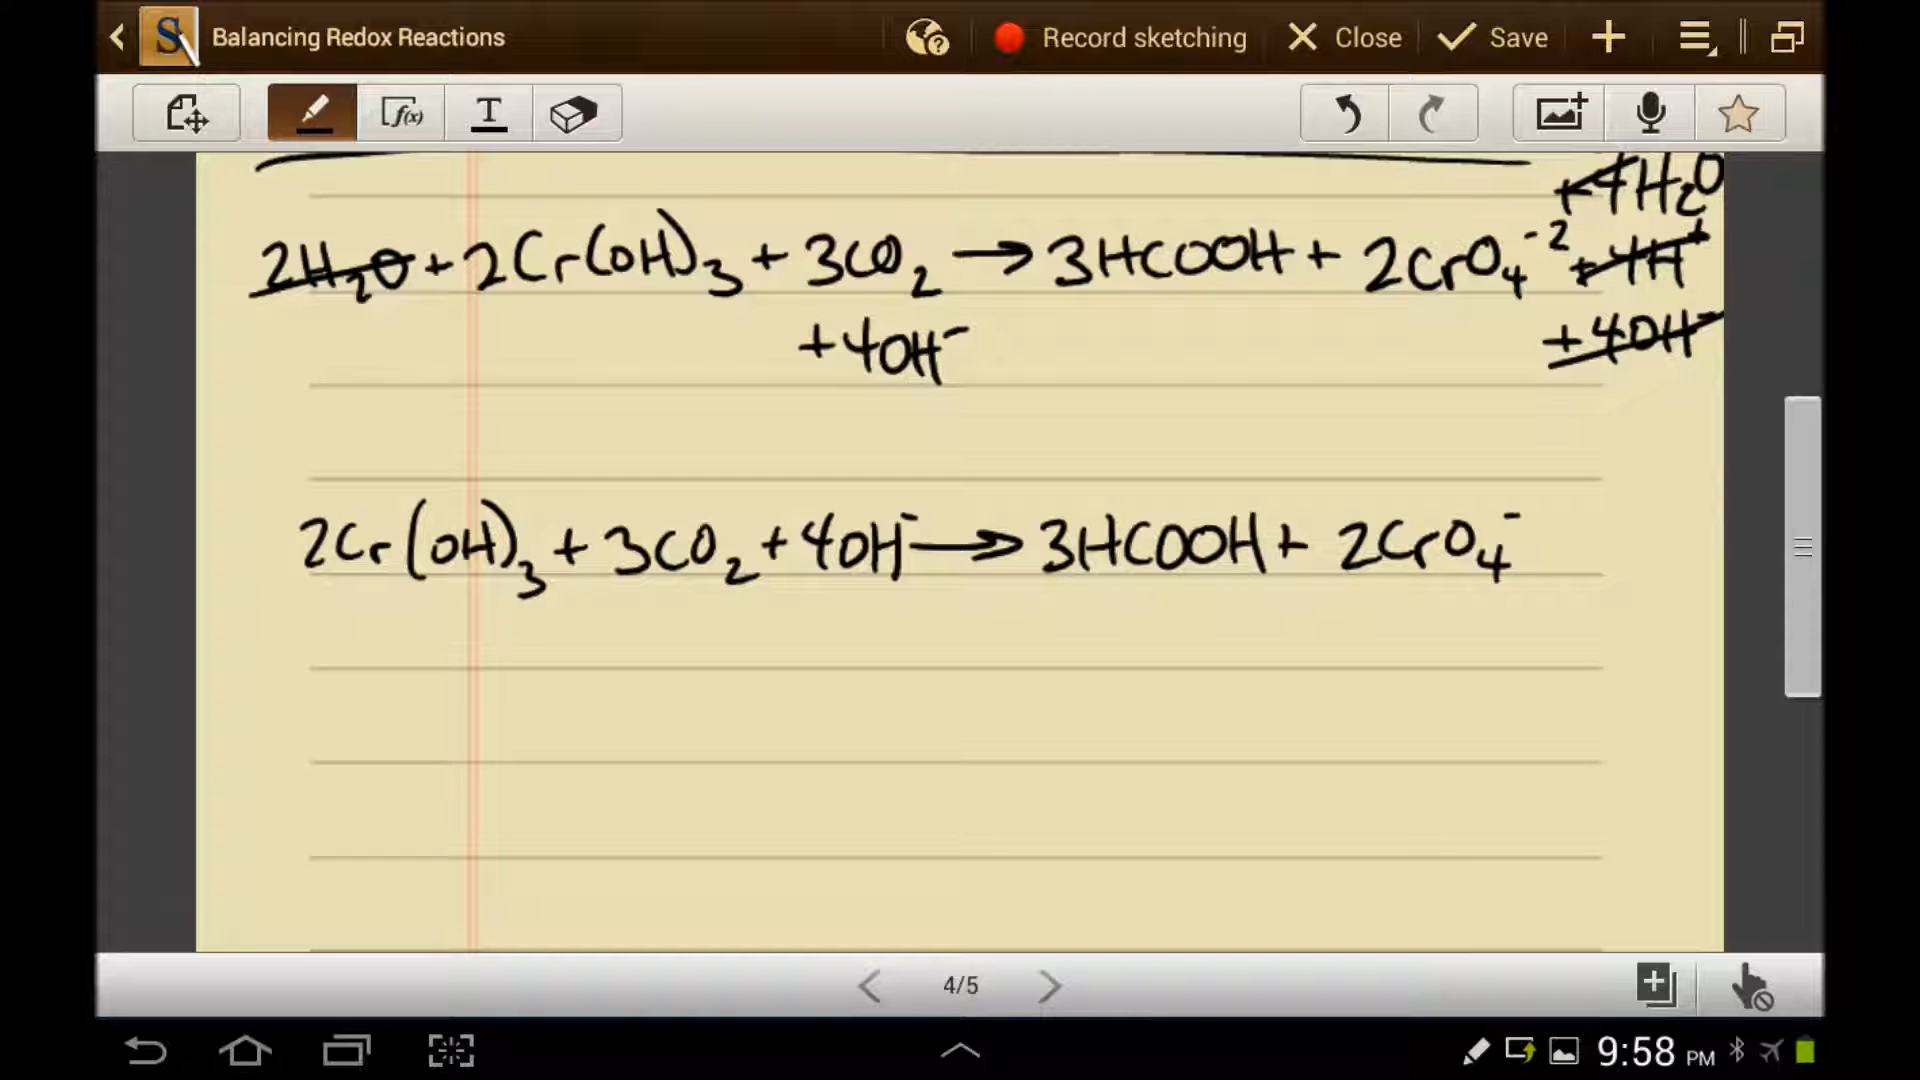 Balancing Redox Reactions Record sketching Close Save
f(x) T
+4H₂O
2H₂O + 2Cr(OH)₃ + 3CO₂ → 3HCOOH + 2CrO₄⁻² +4H⁺
+4OH⁻ +4OH⁻
2Cr(OH)₃ + 3CO₂ + 4OH⁻ → 3HCOOH + 2CrO₄⁻
4/5
9:58 PM